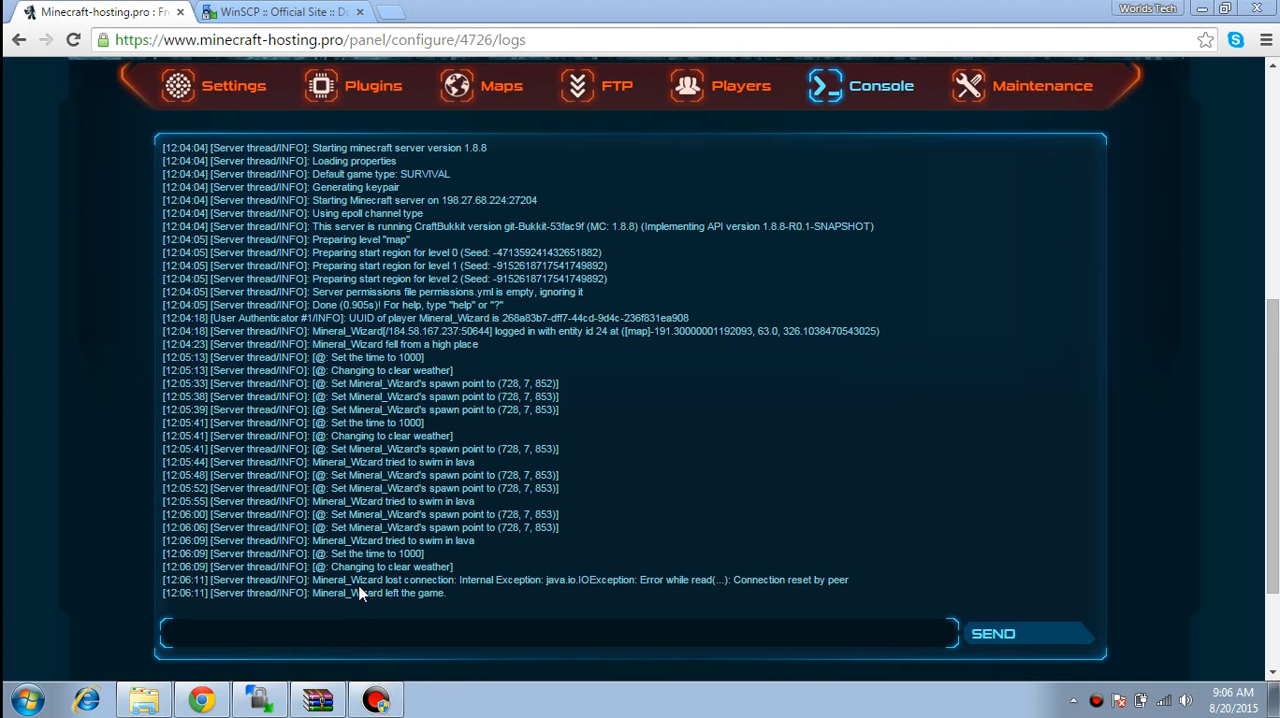 Minecraft-hosting.pro : Fr
WinSCP :: Official Site :: Do
Worlds Tech
https://www.minecraft-hosting.pro/panel/configure/4726/logs
Settings Plugins Maps FTP Players Console Maintenance
[12:04:04] [Server thread/INFO]: Starting minecraft server version 1.8.8
[12:04:04] [Server thread/INFO]: Loading properties
[12:04:04] [Server thread/INFO]: Default game type: SURVIVAL
[12:04:04] [Server thread/INFO]: Generating keypair
[12:04:04] [Server thread/INFO]: Starting Minecraft server on 198.27.68.224:27204
[12:04:04] [Server thread/INFO]: Using epoll channel type
[12:04:04] [Server thread/INFO]: This server is running CraftBukkit version git-Bukkit-53fac9f (MC: 1.8.8) (Implementing API version 1.8.8-R0.1-SNAPSHOT)
[12:04:05] [Server thread/INFO]: Preparing level "map"
[12:04:05] [Server thread/INFO]: Preparing start region for level 0 (Seed: -471359241432651882)
[12:04:05] [Server thread/INFO]: Preparing start region for level 1 (Seed: -9152618717541749892)
[12:04:05] [Server thread/INFO]: Preparing start region for level 2 (Seed: -9152618717541749892)
[12:04:05] [Server thread/INFO]: Server permissions file permissions.yml is empty, ignoring it
[12:04:05] [Server thread/INFO]: Done (0.905s)! For help, type "help" or "?"
[12:04:18] [User Authenticator #1/INFO]: UUID of player Mineral_Wizard is 268a83b7-dff7-44cd-9d4c-236f831ea908
[12:04:18] [Server thread/INFO]: Mineral_Wizard[/184.58.167.237:50644] logged in with entity id 24 at ([map]-191.30000001192093, 63.0, 326.1038470543025)
[12:04:23] [Server thread/INFO]: Mineral_Wizard fell from a high place
[12:05:13] [Server thread/INFO]: [@: Set the time to 1000]
[12:05:13] [Server thread/INFO]: [@: Changing to clear weather]
[12:05:33] [Server thread/INFO]: [@: Set Mineral_Wizard's spawn point to (728, 7, 852)]
[12:05:38] [Server thread/INFO]: [@: Set Mineral_Wizard's spawn point to (728, 7, 853)]
[12:05:39] [Server thread/INFO]: [@: Set Mineral_Wizard's spawn point to (728, 7, 853)]
[12:05:41] [Server thread/INFO]: [@: Set the time to 1000]
[12:05:41] [Server thread/INFO]: [@: Changing to clear weather]
[12:05:41] [Server thread/INFO]: [@: Set Mineral_Wizard's spawn point to (728, 7, 853)]
[12:05:44] [Server thread/INFO]: Mineral_Wizard tried to swim in lava
[12:05:48] [Server thread/INFO]: [@: Set Mineral_Wizard's spawn point to (728, 7, 853)]
[12:05:52] [Server thread/INFO]: [@: Set Mineral_Wizard's spawn point to (728, 7, 853)]
[12:05:55] [Server thread/INFO]: Mineral_Wizard tried to swim in lava
[12:06:00] [Server thread/INFO]: [@: Set Mineral_Wizard's spawn point to (728, 7, 853)]
[12:06:06] [Server thread/INFO]: [@: Set Mineral_Wizard's spawn point to (728, 7, 853)]
[12:06:09] [Server thread/INFO]: Mineral_Wizard tried to swim in lava
[12:06:09] [Server thread/INFO]: [@: Set the time to 1000]
[12:06:09] [Server thread/INFO]: [@: Changing to clear weather]
[12:06:11] [Server thread/INFO]: Mineral_Wizard lost connection: Internal Exception: java.io.IOException: Error while read(...): Connection reset by peer
[12:06:11] [Server thread/INFO]: Mineral_Wizard left the game.
SEND
9:06 AM
8/20/2015